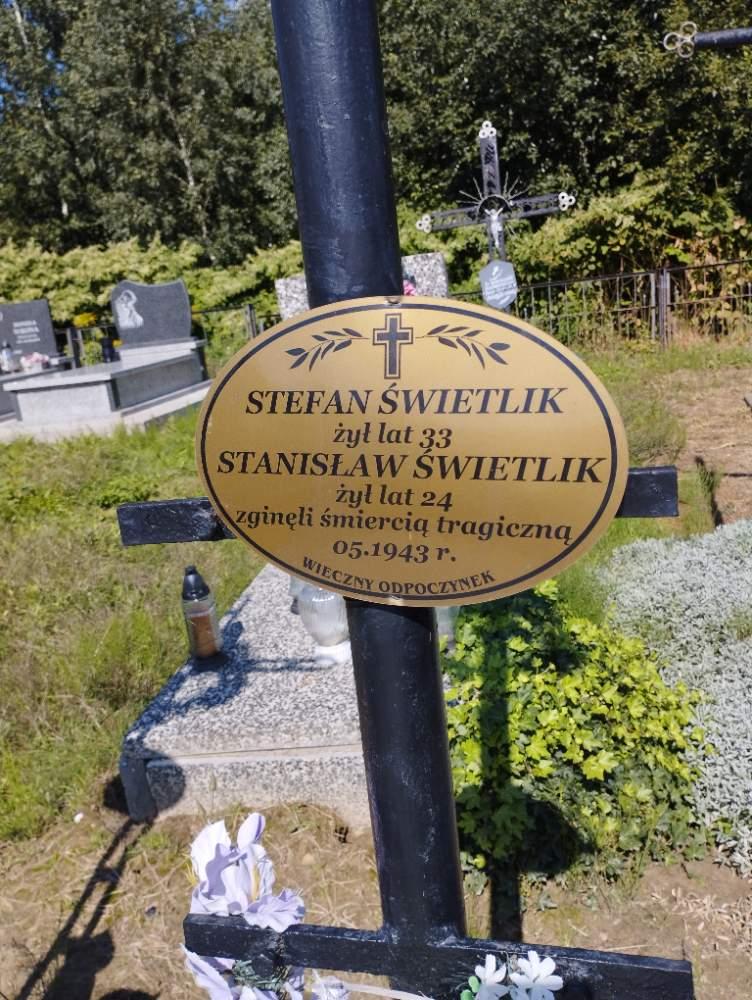 STEFAN ŚWIETLIK
żył lat 33
STANISŁAW ŚWIETLIK
żył lat 24
zginęli śmiercią tragiczną
05.1943 r.
WIECZNY ODPOCZYNEK